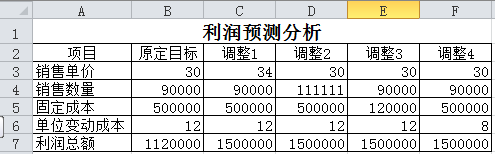 A B C D E F
1 利润预测分析
2 项目 原定目标 调整1 调整2 调整3 调整4
3 销售单价 30 34 30 30 30
4 销售数量 90000 90000 111111 90000 90000
5 固定成本 500000 500000 500000 120000 500000
6 单位变动成本 12 12 12 12 8
7 利润总额 1120000 1500000 1500000 1500000 1500000